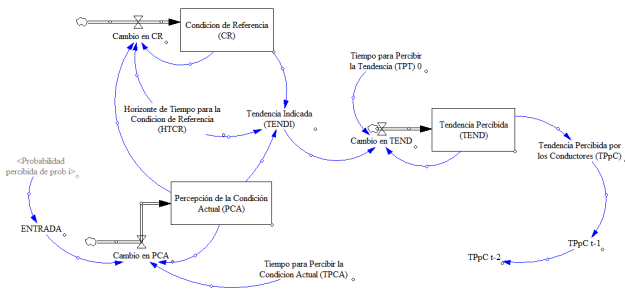 Condicion de Referencia
(CR)
Cambio en CR
Tiempo para Percibir
la Tendencia (TPT) 0
Horizonte de Tiempo para la
Condicion de Referencia
(HTCR)
Tendencia Indicada
(TENDI)
Tendencia Percibida
(TEND)
Cambio en TEND
Tendencia Percibida por
los Conductores (TPpC)
<Probabilidad
percibida de prob i>
Percepción de la Condición
Actual (PCA)
ENTRADA
Cambio en PCA
Tiempo para Percibir la
Condicion Actual (TPCA)
TPpC t-1
TPpC t-2